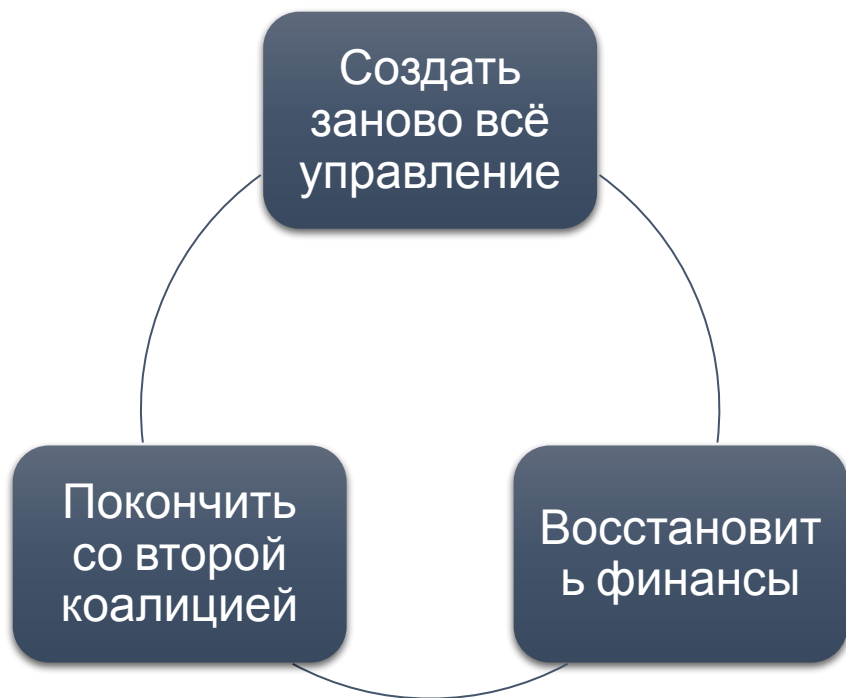 Создать
заново всё
управление
Покончить
со второй
коалицией
Восстановит
ь финансы